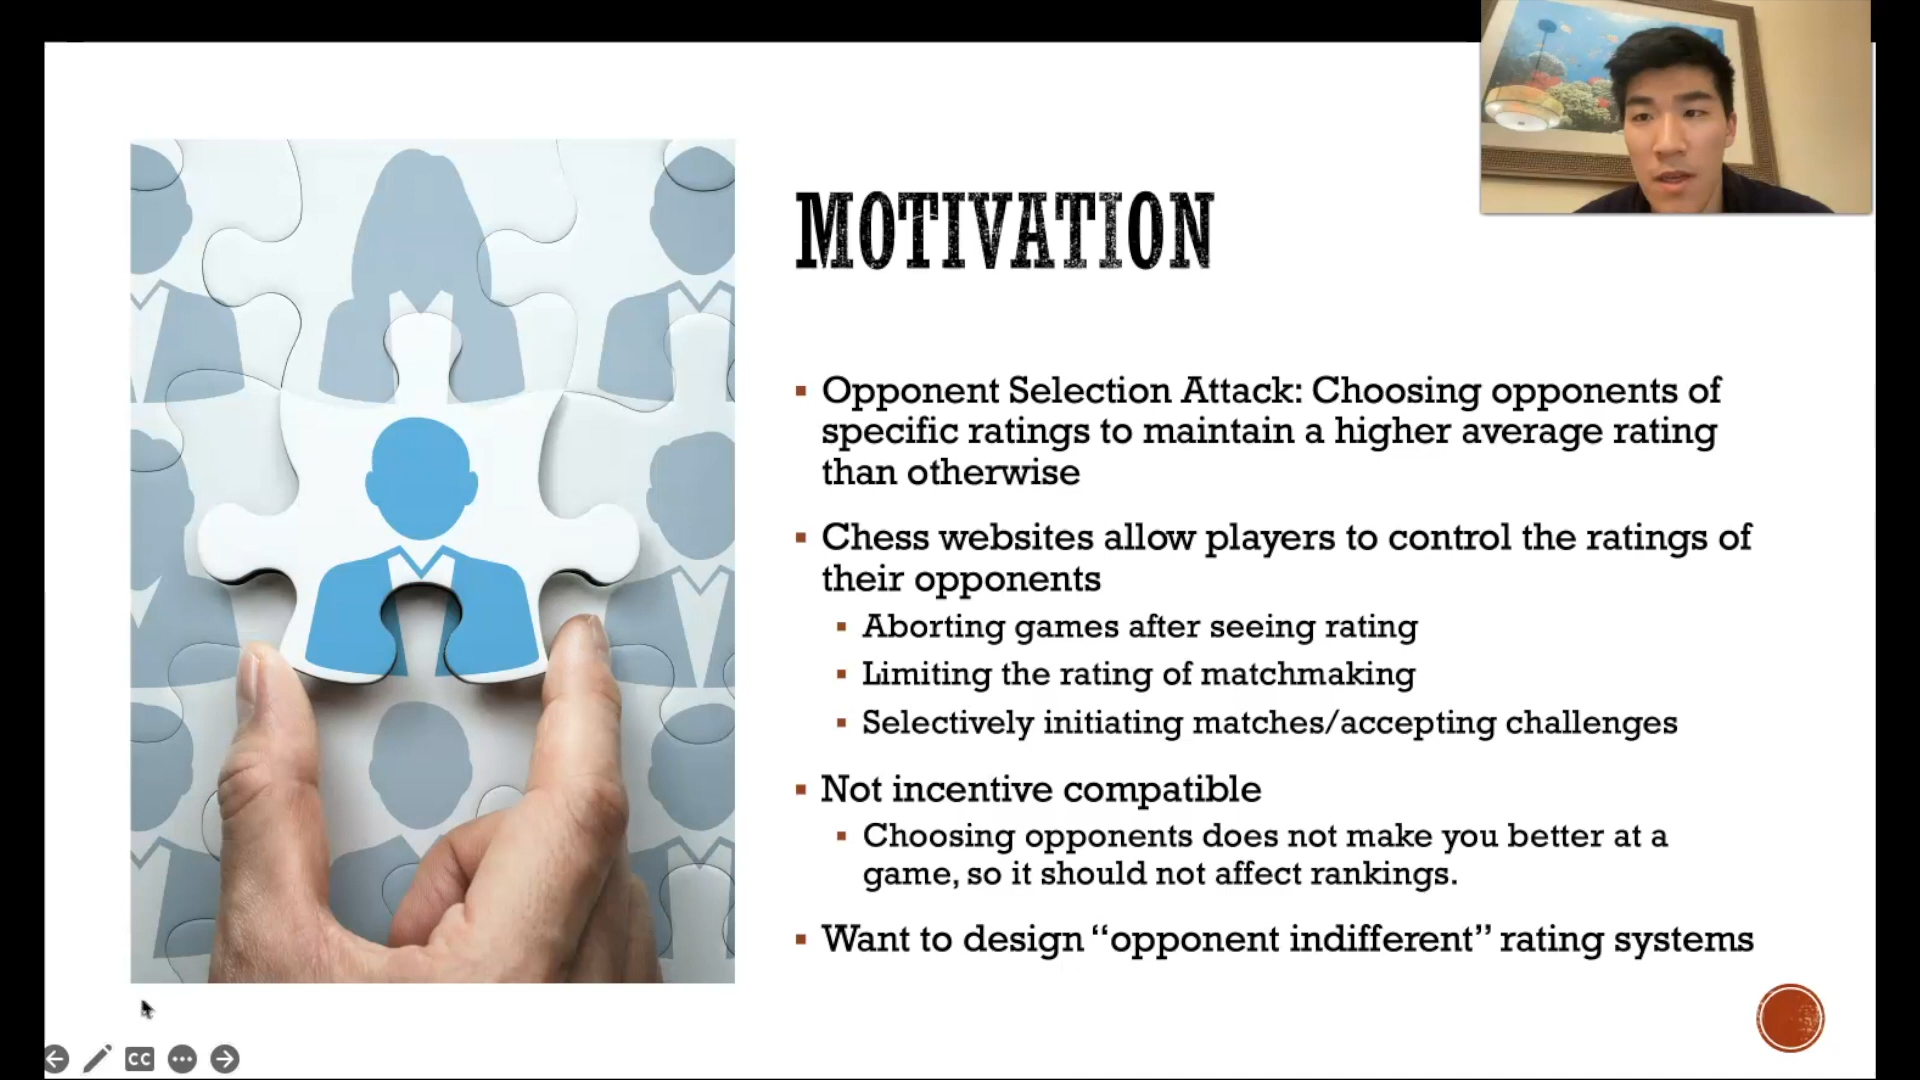 MOTIVATION
▪ Opponent Selection Attack: Choosing opponents of
specific ratings to maintain a higher average rating
than otherwise
▪ Chess websites allow players to control the ratings of
their opponents
▪ Aborting games after seeing rating
▪ Limiting the rating of matchmaking
▪ Selectively initiating matches/accepting challenges
▪ Not incentive compatible
▪ Choosing opponents does not make you better at a
game, so it should not affect rankings.
▪ Want to design “opponent indifferent” rating systems
CC